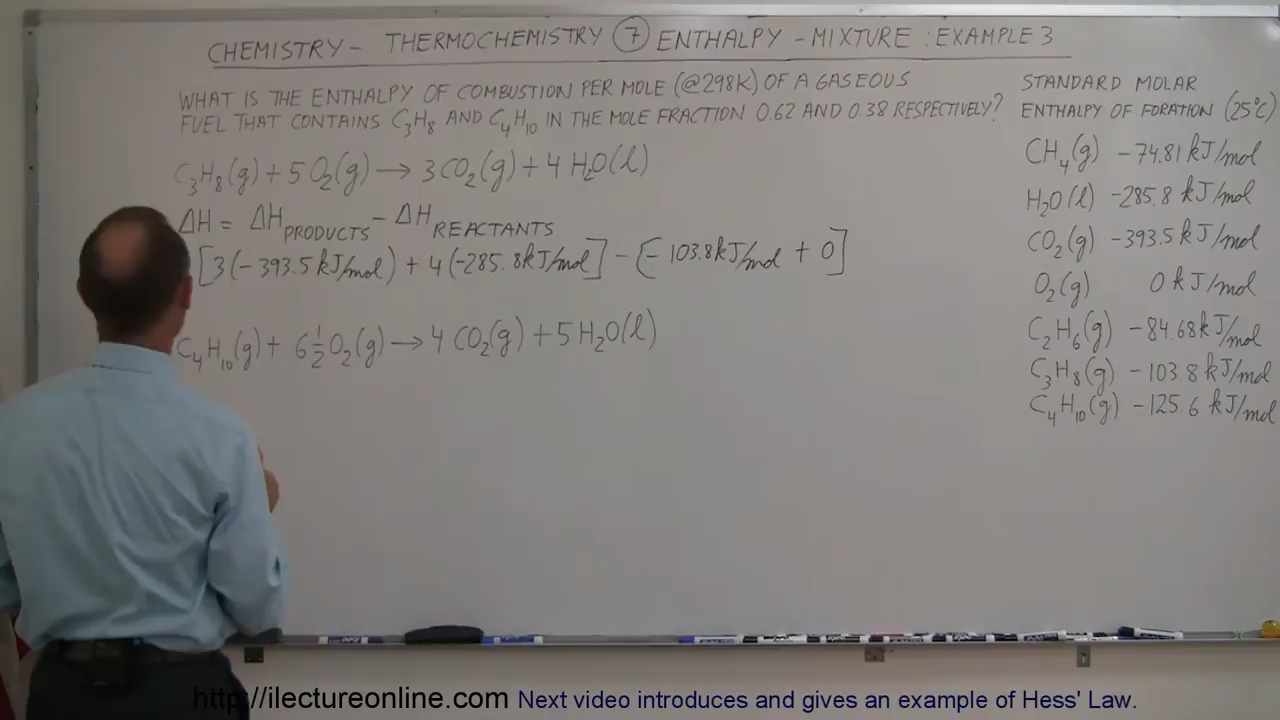 CHEMISTRY - THERMOCHEMISTRY ⑦ ENTHALPY - MIXTURE : EXAMPLE 3
WHAT IS THE ENTHALPY OF COMBUSTION PER MOLE (@298K) OF A GASEOUS
FUEL THAT CONTAINS C₃H₈ AND C₄H₁₀ IN THE MOLE FRACTION 0.62 AND 0.38 RESPECTIVELY?
C₃H₈(g) + 5 O₂(g) → 3 CO₂(g) + 4 H₂O(l)
ΔH = ΔH PRODUCTS - ΔH REACTANTS
[3(-393.5 kJ/mol) + 4(-285.8 kJ/mol] - [-103.8 kJ/mol + 0]
C₄H₁₀(g) + 6½ O₂(g) → 4 CO₂(g) + 5 H₂O(l)
STANDARD MOLAR
ENTHALPY OF FORATION (25°C)
CH₄(g) -74.81 kJ/mol
H₂O(l) -285.8 kJ/mol
CO₂(g) -393.5 kJ/mol
O₂(g) 0 kJ/mol
C₂H₆(g) -84.68 kJ/mol
C₃H₈(g) -103.8 kJ/mol
C₄H₁₀(g) -125.6 kJ/mol
http://ilectureonline.com Next video introduces and gives an example of Hess' Law.